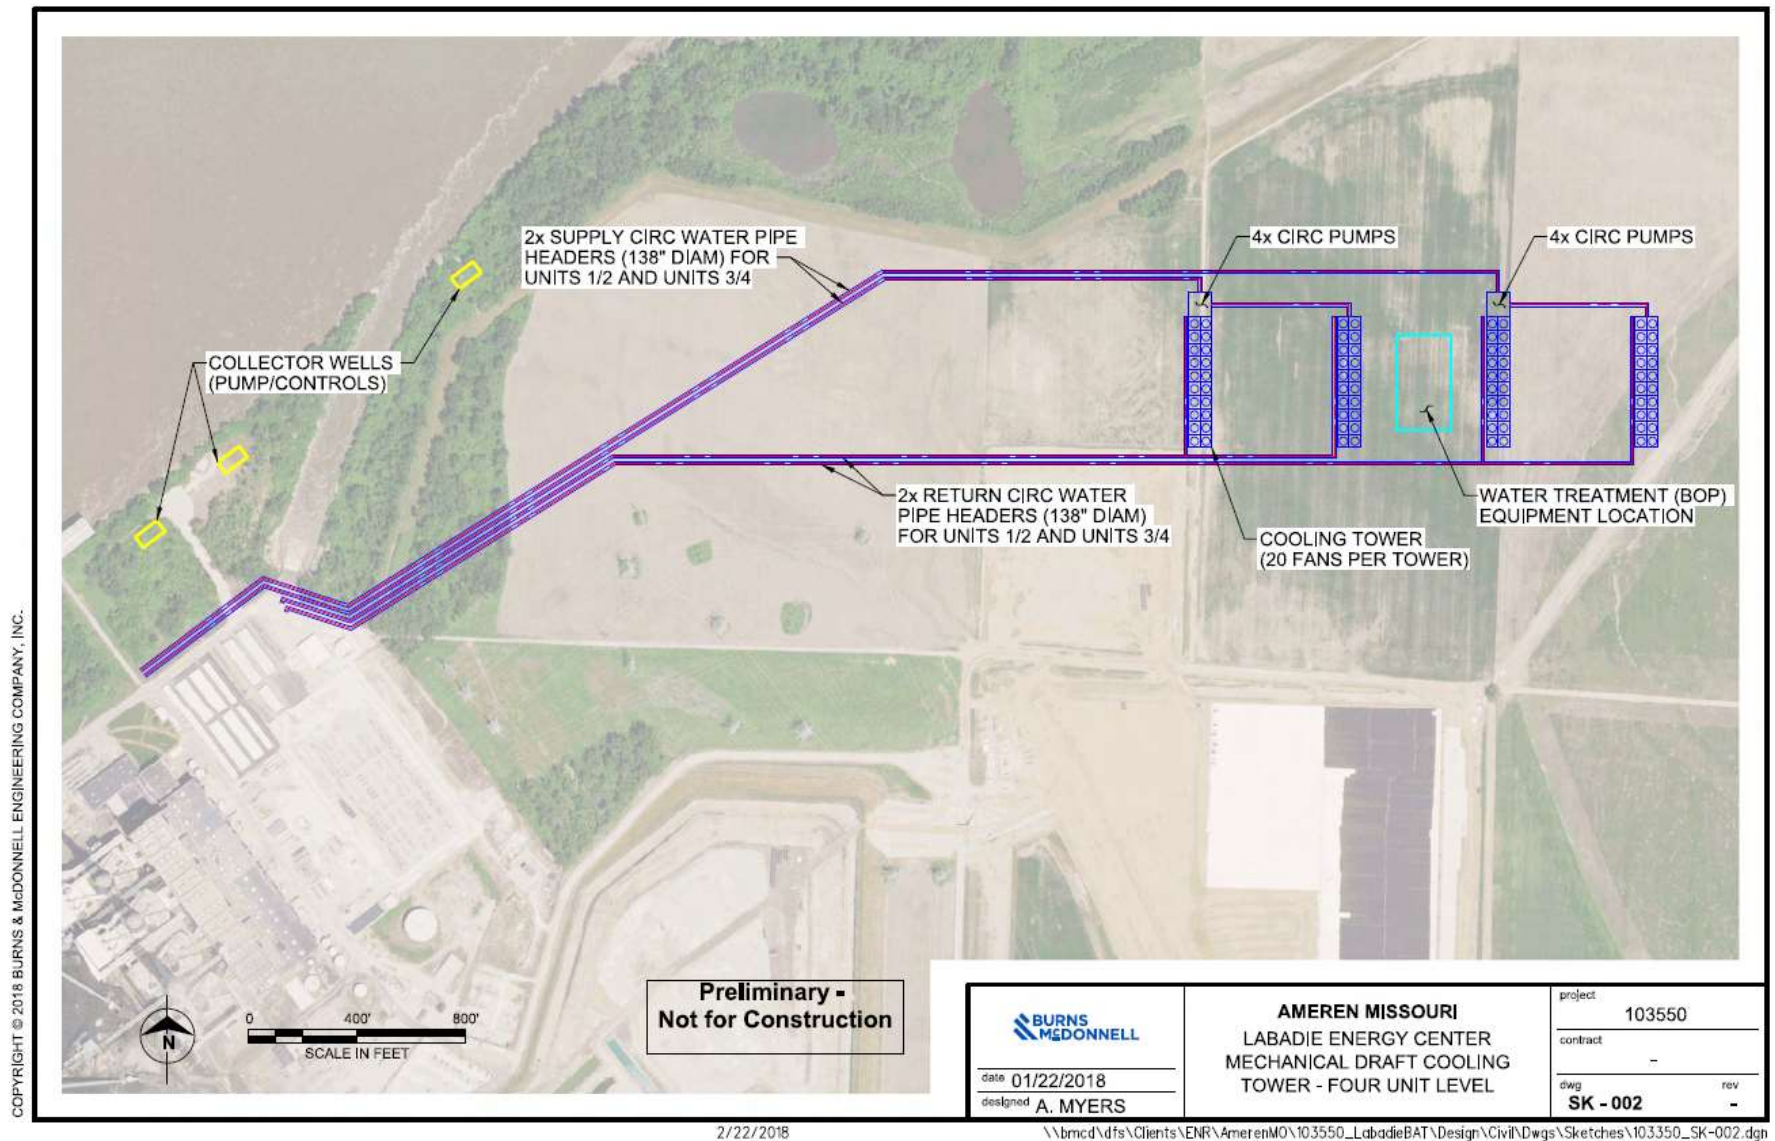 2x SUPPLY CIRC WATER PIPE
HEADERS (138" DIAM) FOR
UNITS 1/2 AND UNITS 3/4
4x CIRC PUMPS
4x CIRC PUMPS
COLLECTOR WELLS
(PUMP/CONTROLS)
2x RETURN CIRC WATER
PIPE HEADERS (138" DIAM)
FOR UNITS 1/2 AND UNITS 3/4
WATER TREATMENT (BOP)
EQUIPMENT LOCATION
COOLING TOWER
(20 FANS PER TOWER)
COPYRIGHT © 2018 BURNS & McDONNELL ENGINEERING COMPANY, INC.
N
0 400' 800'
SCALE IN FEET
Preliminary -
Not for Construction
BURNS
MCDONNELL
date 01/22/2018
designed A. MYERS
AMEREN MISSOURI
LABADIE ENERGY CENTER
MECHANICAL DRAFT COOLING
TOWER - FOUR UNIT LEVEL
project
103550
contract
-
dwg rev
SK - 002 -
2/22/2018
\\bmcd\dfs\Clients\ENR\AmerenMO\103550_LabadieBAT\Design\Civil\Dwgs\Sketches\103350_SK-002.dgn